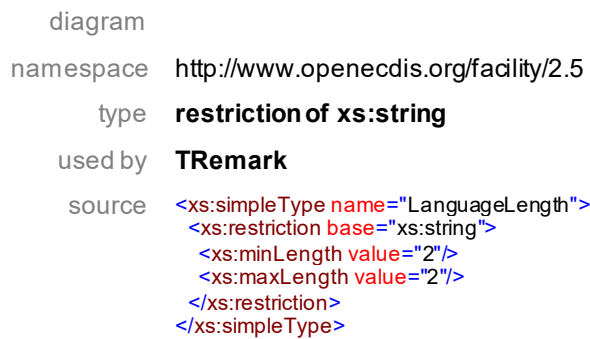 diagram
namespace http://www.openecdis.org/facility/2.5
type restriction of xs:string
used by TRemark
source <xs:simpleType name="LanguageLength">
<xs:restriction base="xs:string">
<xs:minLength value="2"/>
<xs:maxLength value="2"/>
</xs:restriction>
</xs:simpleType>